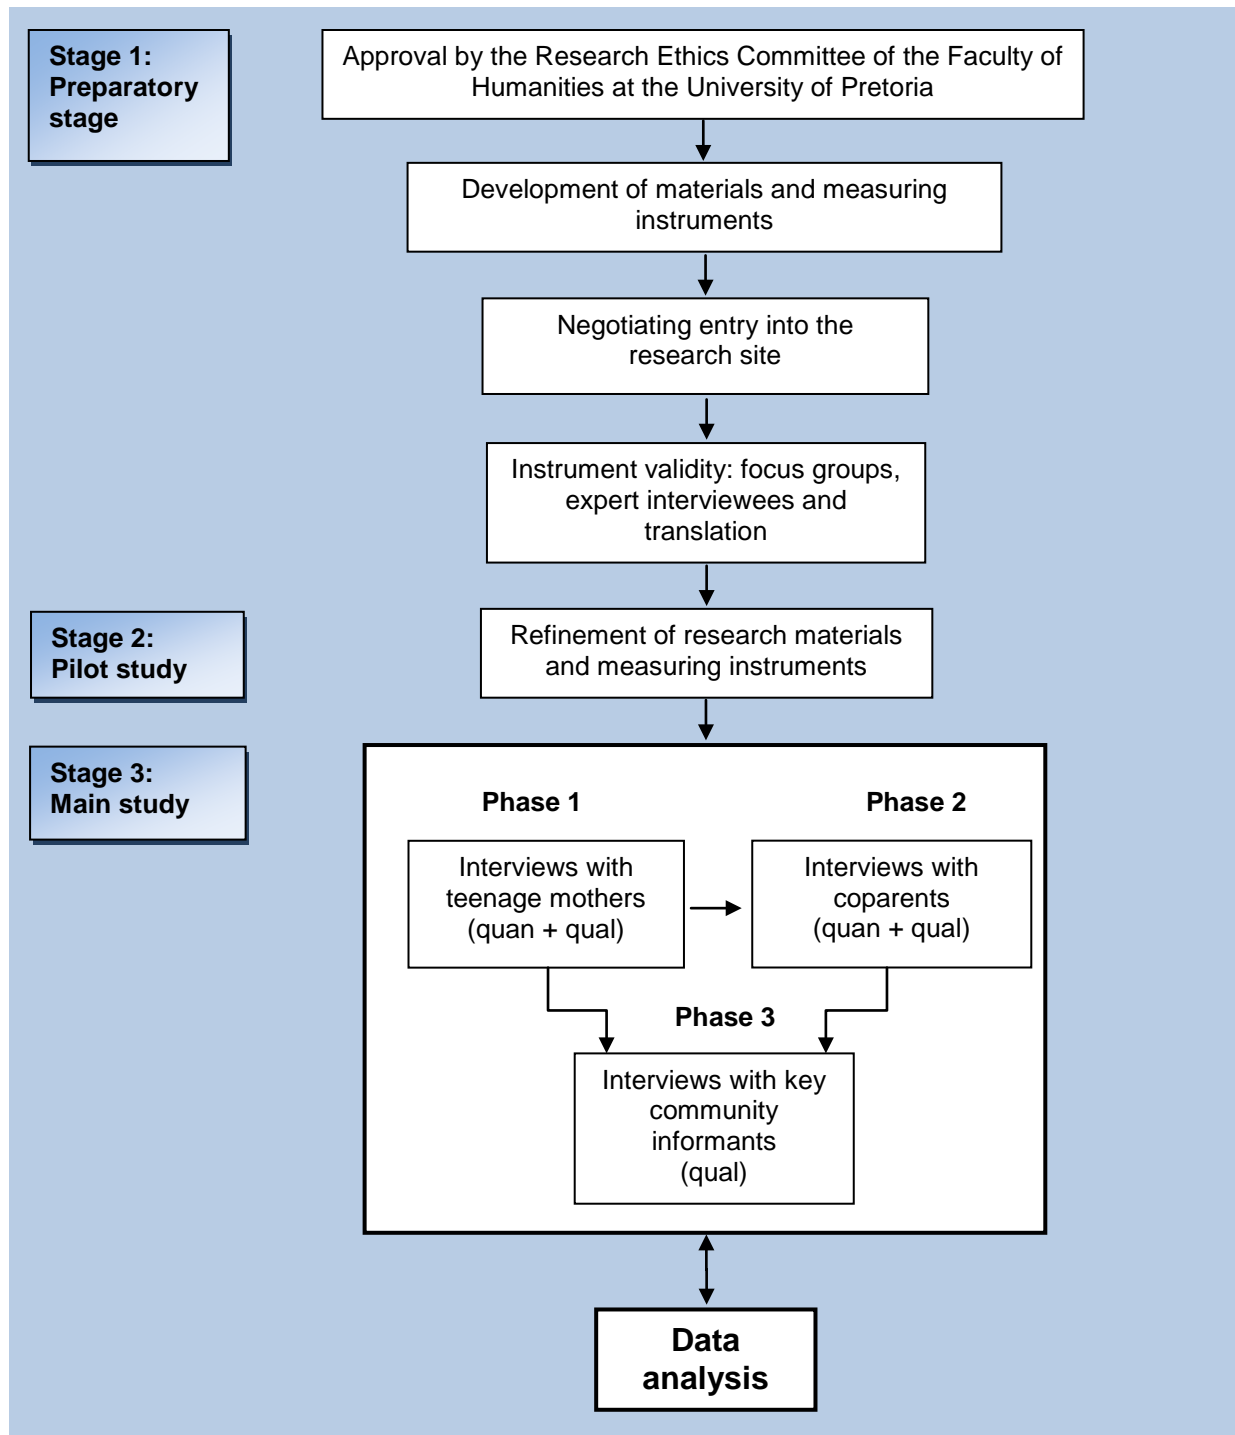 Stage 1:
Preparatory
stage
Approval by the Research Ethics Committee of the Faculty of
Humanities at the University of Pretoria
Development of materials and measuring
instruments
Negotiating entry into the
research site
Instrument validity: focus groups,
expert interviewees and
translation
Stage 2:
Pilot study
Refinement of research materials
and measuring instruments
Stage 3:
Main study
Phase 1
Phase 2
Interviews with
teenage mothers
(quan + qual)
Interviews with
coparents
(quan + qual)
Phase 3
Interviews with key
community
informants
(qual)
Data
analysis